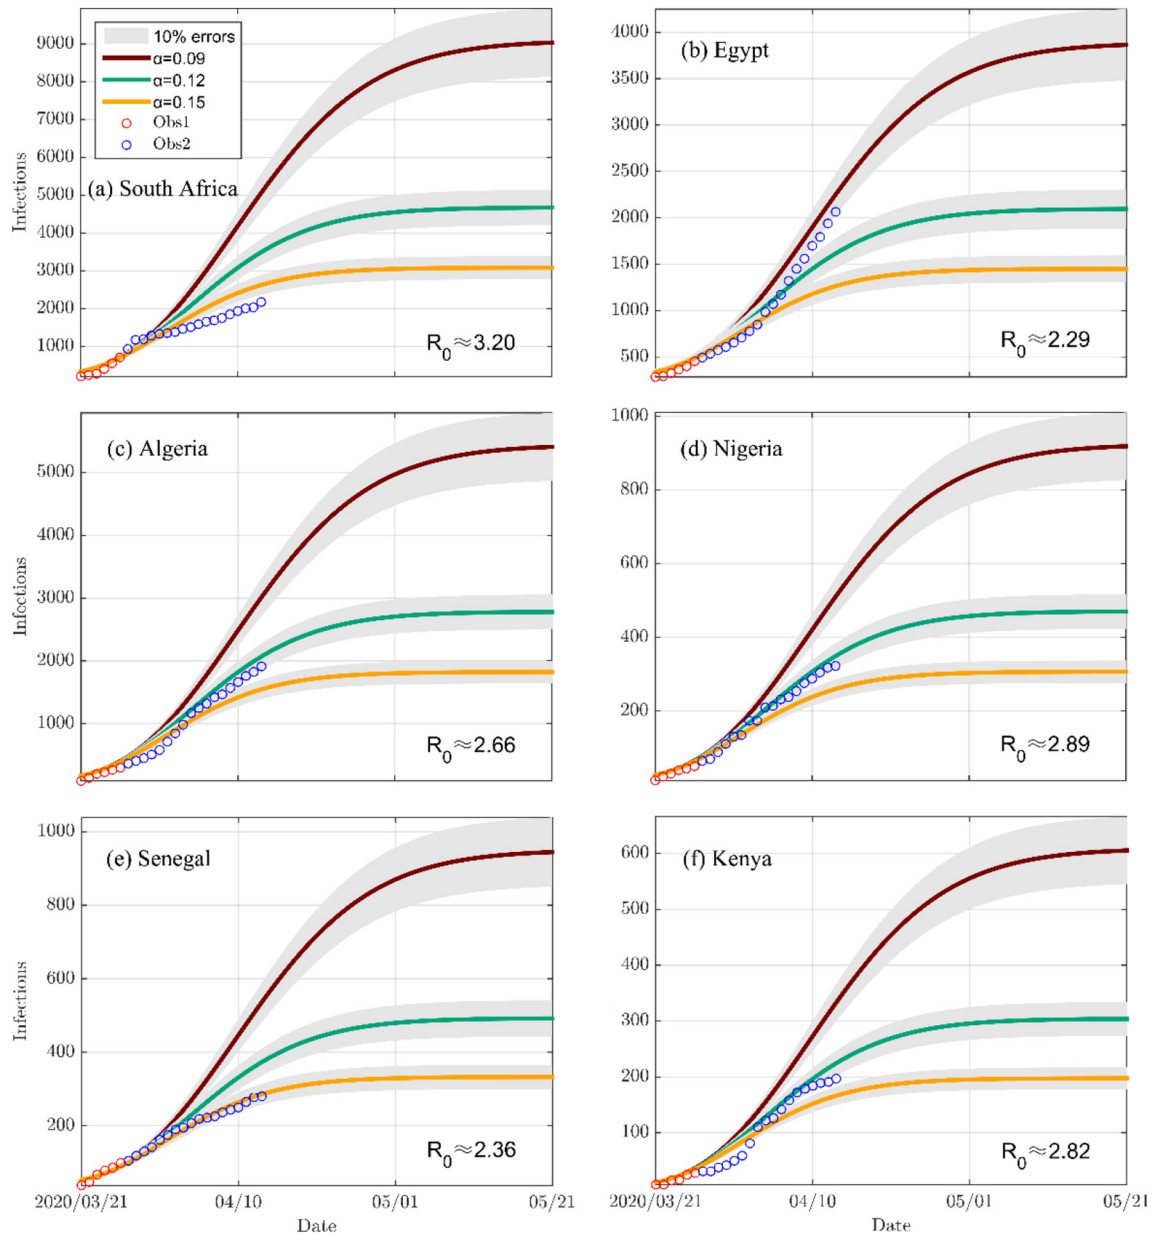 10% errors
α=0.09
α=0.12
α=0.15
Obs1
Obs2
(a) South Africa
R0≈3.20
Infections
9000
8000
7000
6000
5000
4000
3000
2000
1000
(b) Egypt
R0≈2.29
4000
3500
3000
2500
2000
1500
1000
500
(c) Algeria
R0≈2.66
Infections
5000
4000
3000
2000
1000
(d) Nigeria
R0≈2.89
1000
800
600
400
200
(e) Senegal
R0≈2.36
Infections
1000
800
600
400
200
2020/03/21 04/10 05/01 05/21
Date
(f) Kenya
R0≈2.82
600
500
400
300
200
100
2020/03/21 04/10 05/01 05/21
Date